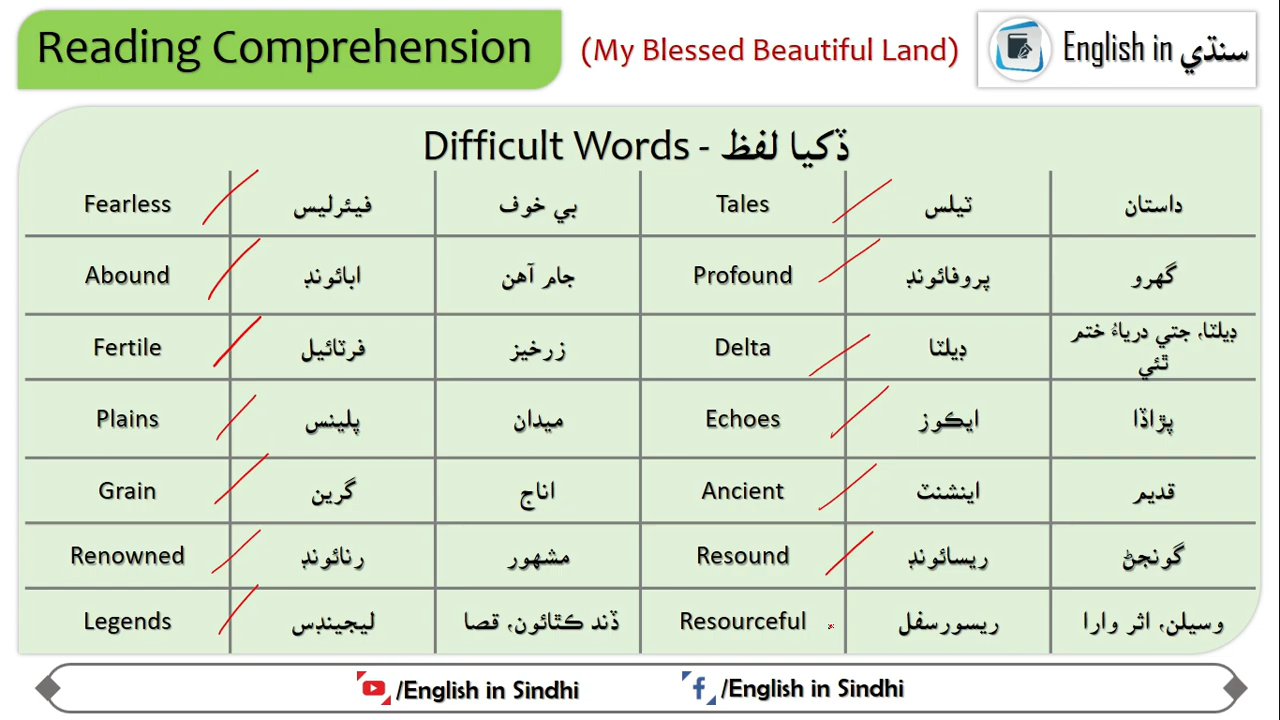 Reading Comprehension
(My Blessed Beautiful Land)
English in سنڌي
Difficult Words - ڏکيا لفظ
Fearless فيئرليس بي خوف Tales ٽيلس داستان
Abound ابائونڊ جام آهن Profound پروفائونڊ گهرو
Fertile فرٽائيل زرخيز Delta ڊيلٽا ڊيلٽا، جتي درياءُ ختم
ٿئي
Plains پلينس ميدان Echoes ايڪوز پڙاڏا
Grain گرين اناج Ancient اينشنٽ قديم
Renowned رنائونڊ مشهور Resound ريسائونڊ گونجڻ
Legends ليجينڊس ڏند ڪٿائون، قصا Resourceful ريسورسفل وسيلن، اثر وارا
/English in Sindhi
/English in Sindhi